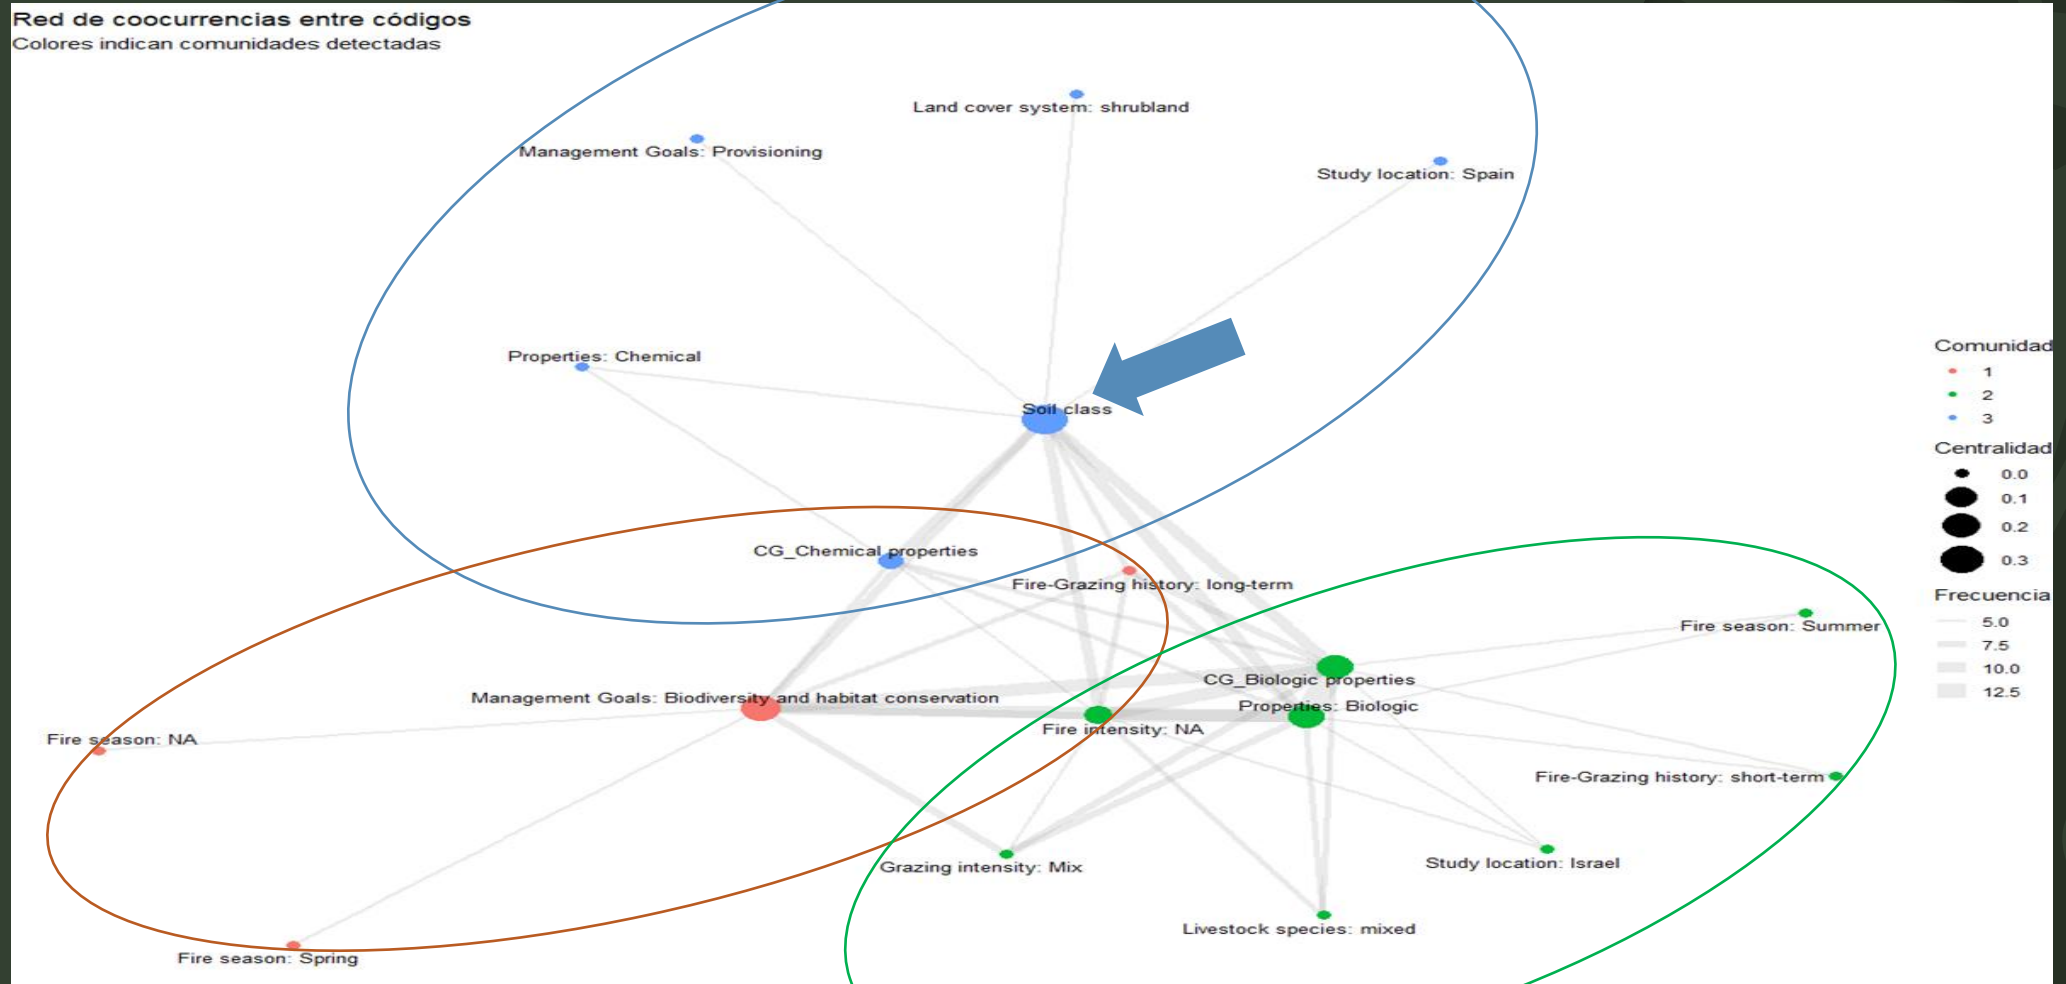 Red de coocurrencias entre códigos
Colores indican comunidades detectadas
Land cover system: shrubland
Management Goals: Provisioning
Study location: Spain
Properties: Chemical
Soil class
CG_Chemical properties
Fire-Grazing history: long-term
Fire season: Summer
CG_Biologic properties
Management Goals: Biodiversity and habitat conservation
Properties: Biologic
Fire intensity: NA
Fire season: NA
Fire-Grazing history: short-term
Study location: Israel
Grazing intensity: Mix
Livestock species: mixed
Fire season: Spring
Comunidad
1
2
3
Centralidad
0.0
0.1
0.2
0.3
Frecuencia
5.0
7.5
10.0
12.5